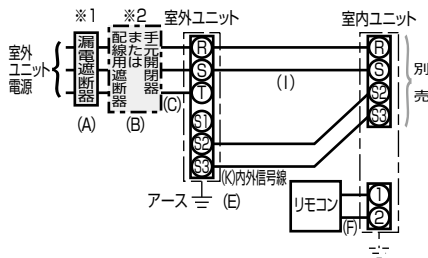 ※1
※2
室外ユニット
室内ユニット
室外
ユニット
電源
漏電遮断器
手元開閉器
または
配線用遮断器
(A)
(B)
(C)
R
S
T
S1
S2
S3
(I)
R
S
S2
S3
別売
(K)内外信号線
アース
(E)
リモコン
(F)
1
2